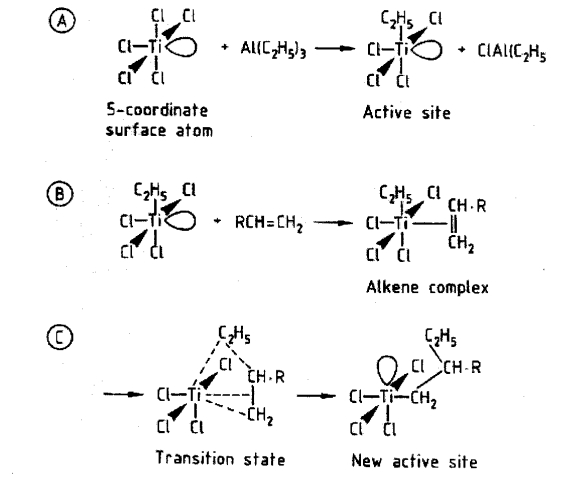 A
Cl Cl
Cl-Ti + Al(C₂H₅)₃
Cl Cl
5-coordinate
surface atom
C₂H₅ Cl
Cl-Ti + ClAl(C₂H₅
Cl Cl
Active site
B
C₂H₅ Cl
Cl-Ti + RCH=CH₂
Cl Cl
C₂H₅ Cl CH·R
Cl-Ti
Cl Cl CH₂
Alkene complex
C
C₂H₅
Cl CH·R
Cl-Ti
Cl Cl CH₂
Transition state
C₂H₅
Cl CH·R
Cl-Ti-CH₂
Cl Cl
New active site